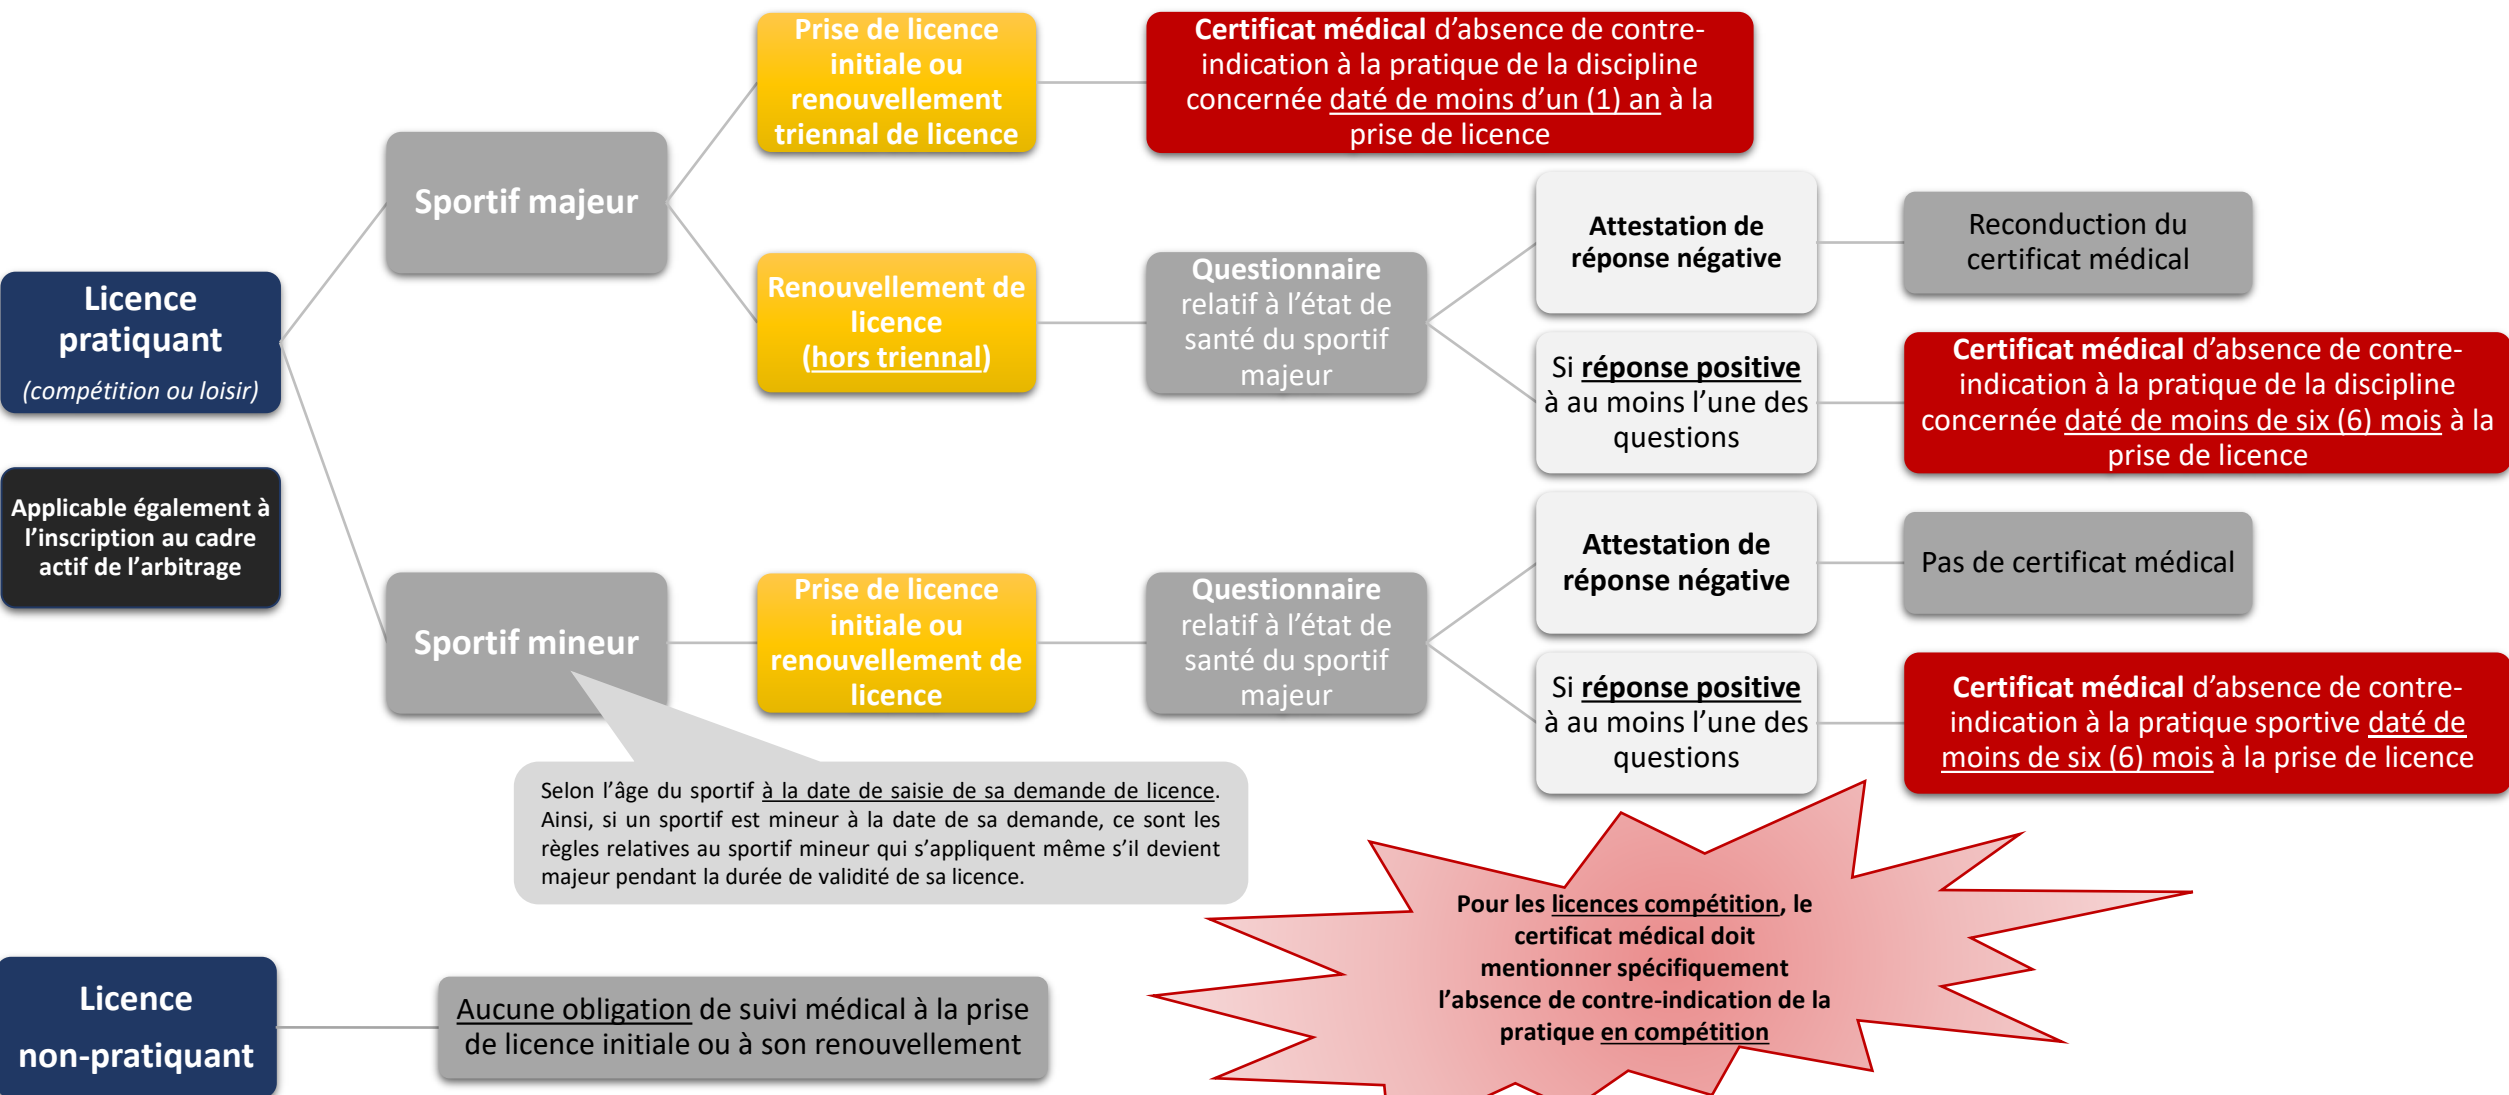 Licence
pratiquant
(compétition ou loisir)
Applicable également à
l'inscription au cadre
actif de l'arbitrage
Sportif majeur
Prise de licence
initiale ou
renouvellement
triennal de licence
Certificat médical d'absence de contre-
indication à la pratique de la discipline
concernée daté de moins d'un (1) an à la
prise de licence
Renouvellement de
licence
(hors triennal)
Questionnaire
relatif à l'état de
santé du sportif
majeur
Attestation de
réponse négative
Reconduction du
certificat médical
Si réponse positive
à au moins l'une des
questions
Certificat médical d'absence de contre-
indication à la pratique de la discipline
concernée daté de moins de six (6) mois à la
prise de licence
Sportif mineur
Prise de licence
initiale ou
renouvellement de
licence
Questionnaire
relatif à l'état de
santé du sportif
majeur
Attestation de
réponse négative
Pas de certificat médical
Si réponse positive
à au moins l'une des
questions
Certificat médical d'absence de contre-
indication à la pratique sportive daté de
moins de six (6) mois à la prise de licence
Selon l'âge du sportif à la date de saisie de sa demande de licence.
Ainsi, si un sportif est mineur à la date de sa demande, ce sont les
règles relatives au sportif mineur qui s'appliquent même s'il devient
majeur pendant la durée de validité de sa licence.
Pour les licences compétition, le
certificat médical doit
mentionner spécifiquement
l'absence de contre-indication de la
pratique en compétition
Licence
non-pratiquant
Aucune obligation de suivi médical à la prise
de licence initiale ou à son renouvellement